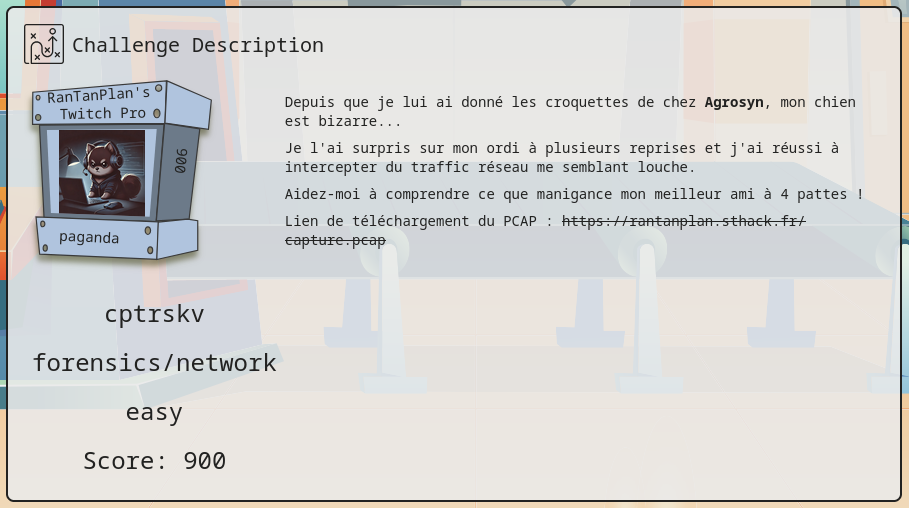 Challenge Description
RanTanPlan's
Twitch Pro
006
paganda
Depuis que je lui ai donné les croquettes de chez Agrosyn, mon chien
est bizarre...
Je l'ai surpris sur mon ordi à plusieurs reprises et j'ai réussi à
intercepter du traffic réseau me semblant louche.
Aidez-moi à comprendre ce que manigance mon meilleur ami à 4 pattes !
Lien de téléchargement du PCAP : https://rantanplan.sthack.fr/
capture.pcap
cptrskv
forensics/network
easy
Score: 900